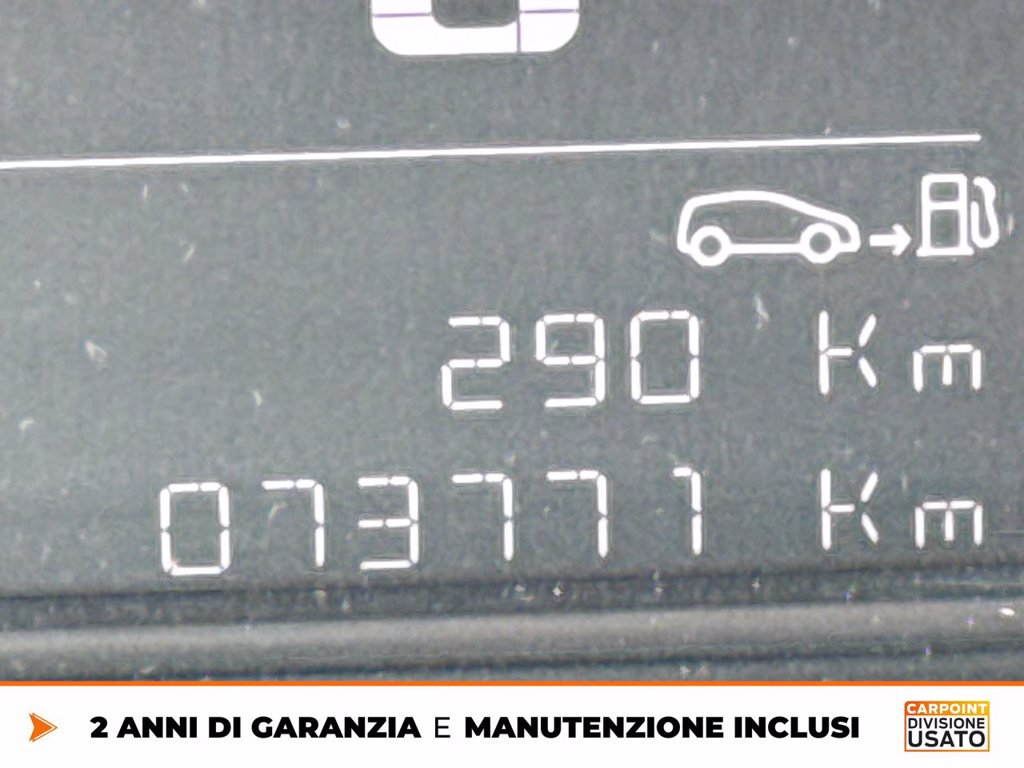 290 Km
073771 Km
2 ANNI DI GARANZIA E MANUTENZIONE INCLUSI
CARPOINT
DIVISIONE
USATO